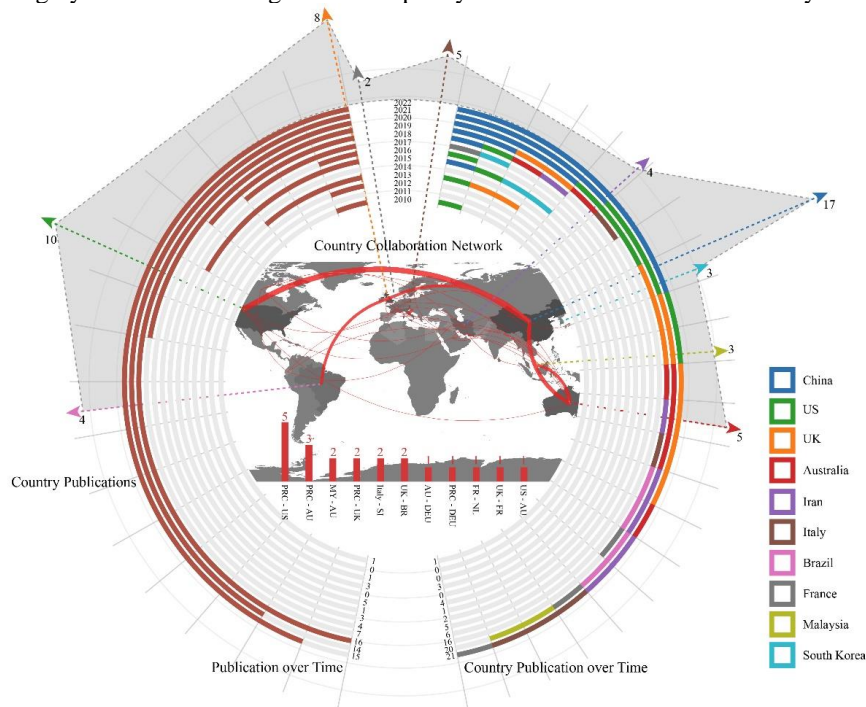 8
2
5
4
17
3
3
5
10
4
2022
2021
2020
2019
2018
2017
2016
2015
2014
2013
2012
2011
2010
Country Collaboration Network
5
3
2
2
2
2
1
1
1
1
1
PRC - US
PRC - AU
MY - AU
PRC - UK
Italy - SI
UK - BR
AU - DEU
PRC - DEU
FR - NL
UK - FR
US - AU
Country Publications
Publication over Time
Country Publication over Time
1
0
1
3
0
5
1
3
4
7
16
14
15
1
0
0
3
0
4
1
2
5
6
16
20
21
China
US
UK
Australia
Iran
Italy
Brazil
France
Malaysia
South Korea